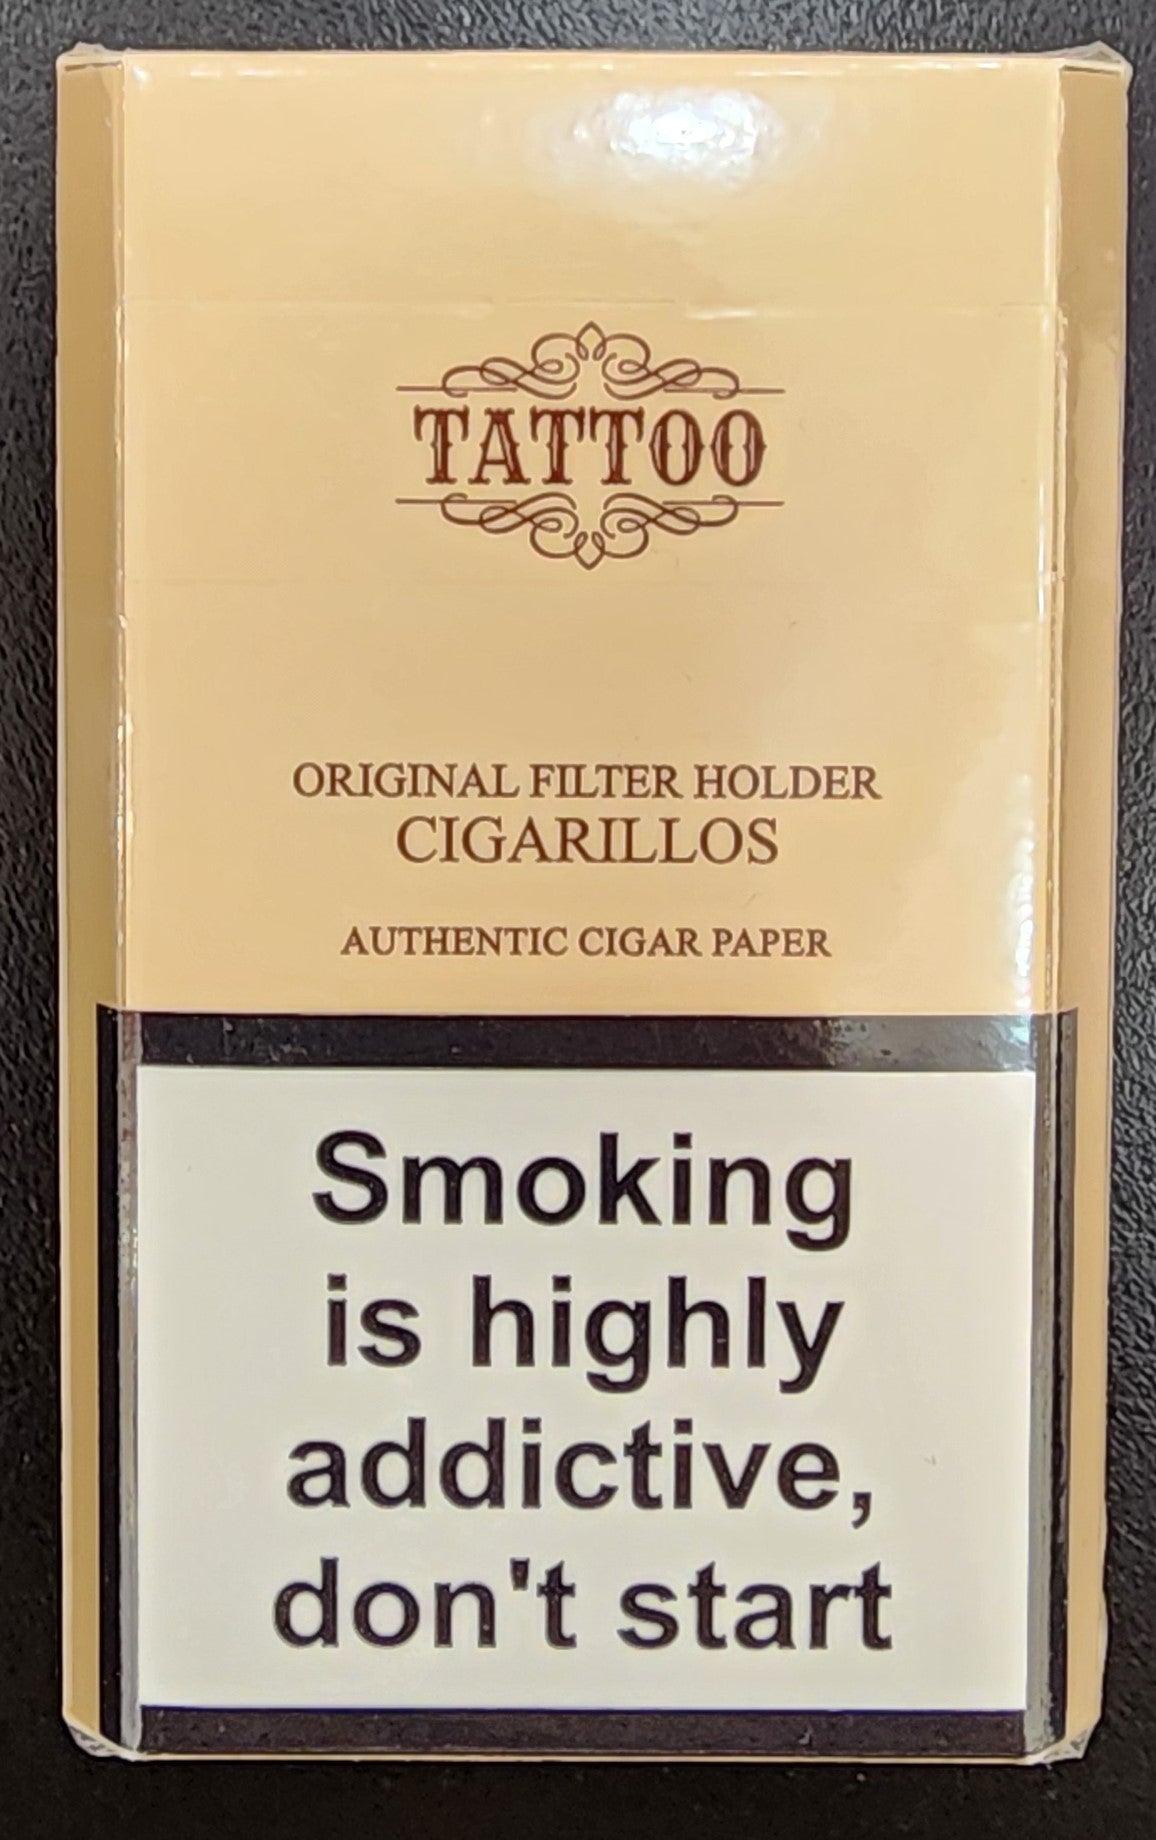 TATTOO
ORIGINAL FILTER HOLDER
CIGARILLOS
AUTHENTIC CIGAR PAPER
Smoking
is highly
addictive,
don't start